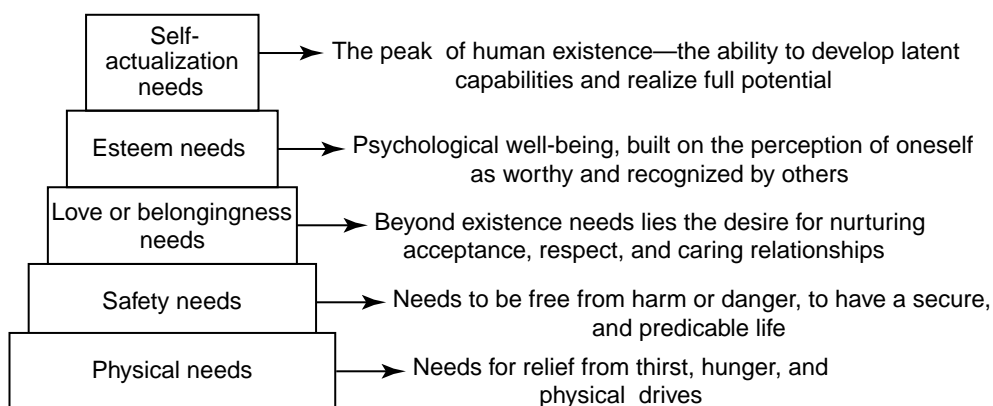 Self-
actualization
needs
The peak of human existence—the ability to develop latent
capabilities and realize full potential
Esteem needs
Psychological well-being, built on the perception of oneself
as worthy and recognized by others
Love or belongingness
needs
Beyond existence needs lies the desire for nurturing
acceptance, respect, and caring relationships
Safety needs
Needs to be free from harm or danger, to have a secure,
and predicable life
Physical needs
Needs for relief from thirst, hunger, and
physical drives